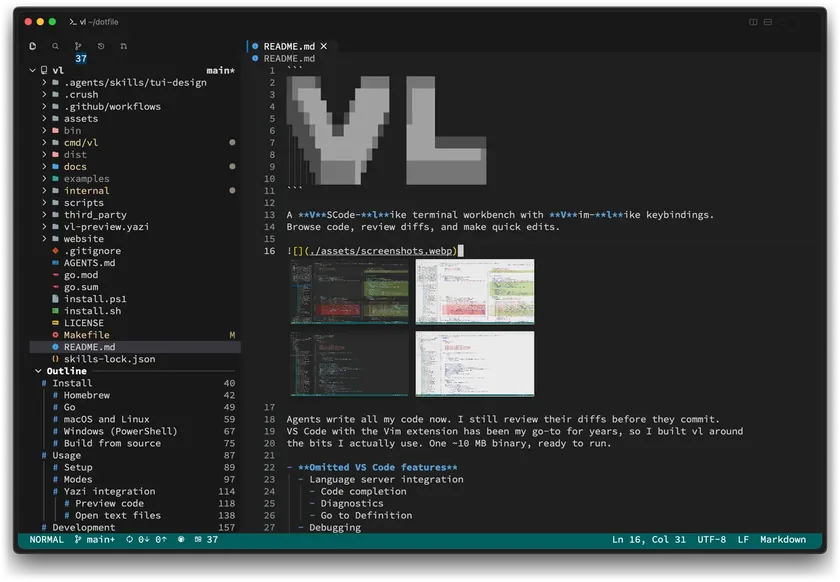 vl ~/dotfile
37
vl main*
.agents/skills/tui-design
.crush
.github/workflows
assets
bin
cmd/vl
dist
docs
examples
internal
scripts
third_party
vl-preview.yazi
website
.gitignore
AGENTS.md
go.mod
go.sum
install.ps1
install.sh
LICENSE
Makefile M
README.md
skills-lock.json
Outline
# Install 40
# Homebrew 42
# Go 49
# macOS and Linux 59
# Windows (PowerShell) 67
# Build from source 75
# Usage 87
# Setup 89
# Modes 97
# Yazi integration 114
# Preview code 118
# Open text files 138
# Development 157
README.md
README.md
1 ```
2
3
4
5
6
7
8
9
10
VL
11 ```
12
13 A **V**SCode-**l**ike terminal workbench with **V**im-**l**ike keybindings.
14 Browse code, review diffs, and make quick edits.
15
16 ![](./assets/screenshots.webp)
17
18 Agents write all my code now. I still review their diffs before they commit.
19 VS Code with the Vim extension has been my go-to for years, so I built vl around
20 the bits I actually use. One ~10 MB binary, ready to run.
21
22 - **Omitted VS Code features**
23 - Language server integration
24 - Code completion
25 - Diagnostics
26 - Go to Definition
27 - Debugging
NORMAL main+ 0↓ 0↑ 37 Ln 16, Col 31 UTF-8 LF Markdown